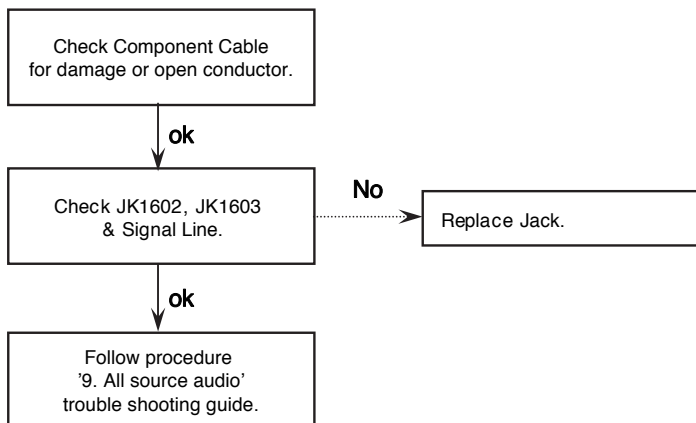 Check Component Cable
for damage or open conductor.
ok
Check JK1602, JK1603
& Signal Line.
No
Replace Jack.
ok
Follow procedure
'9. All source audio'
trouble shooting guide.